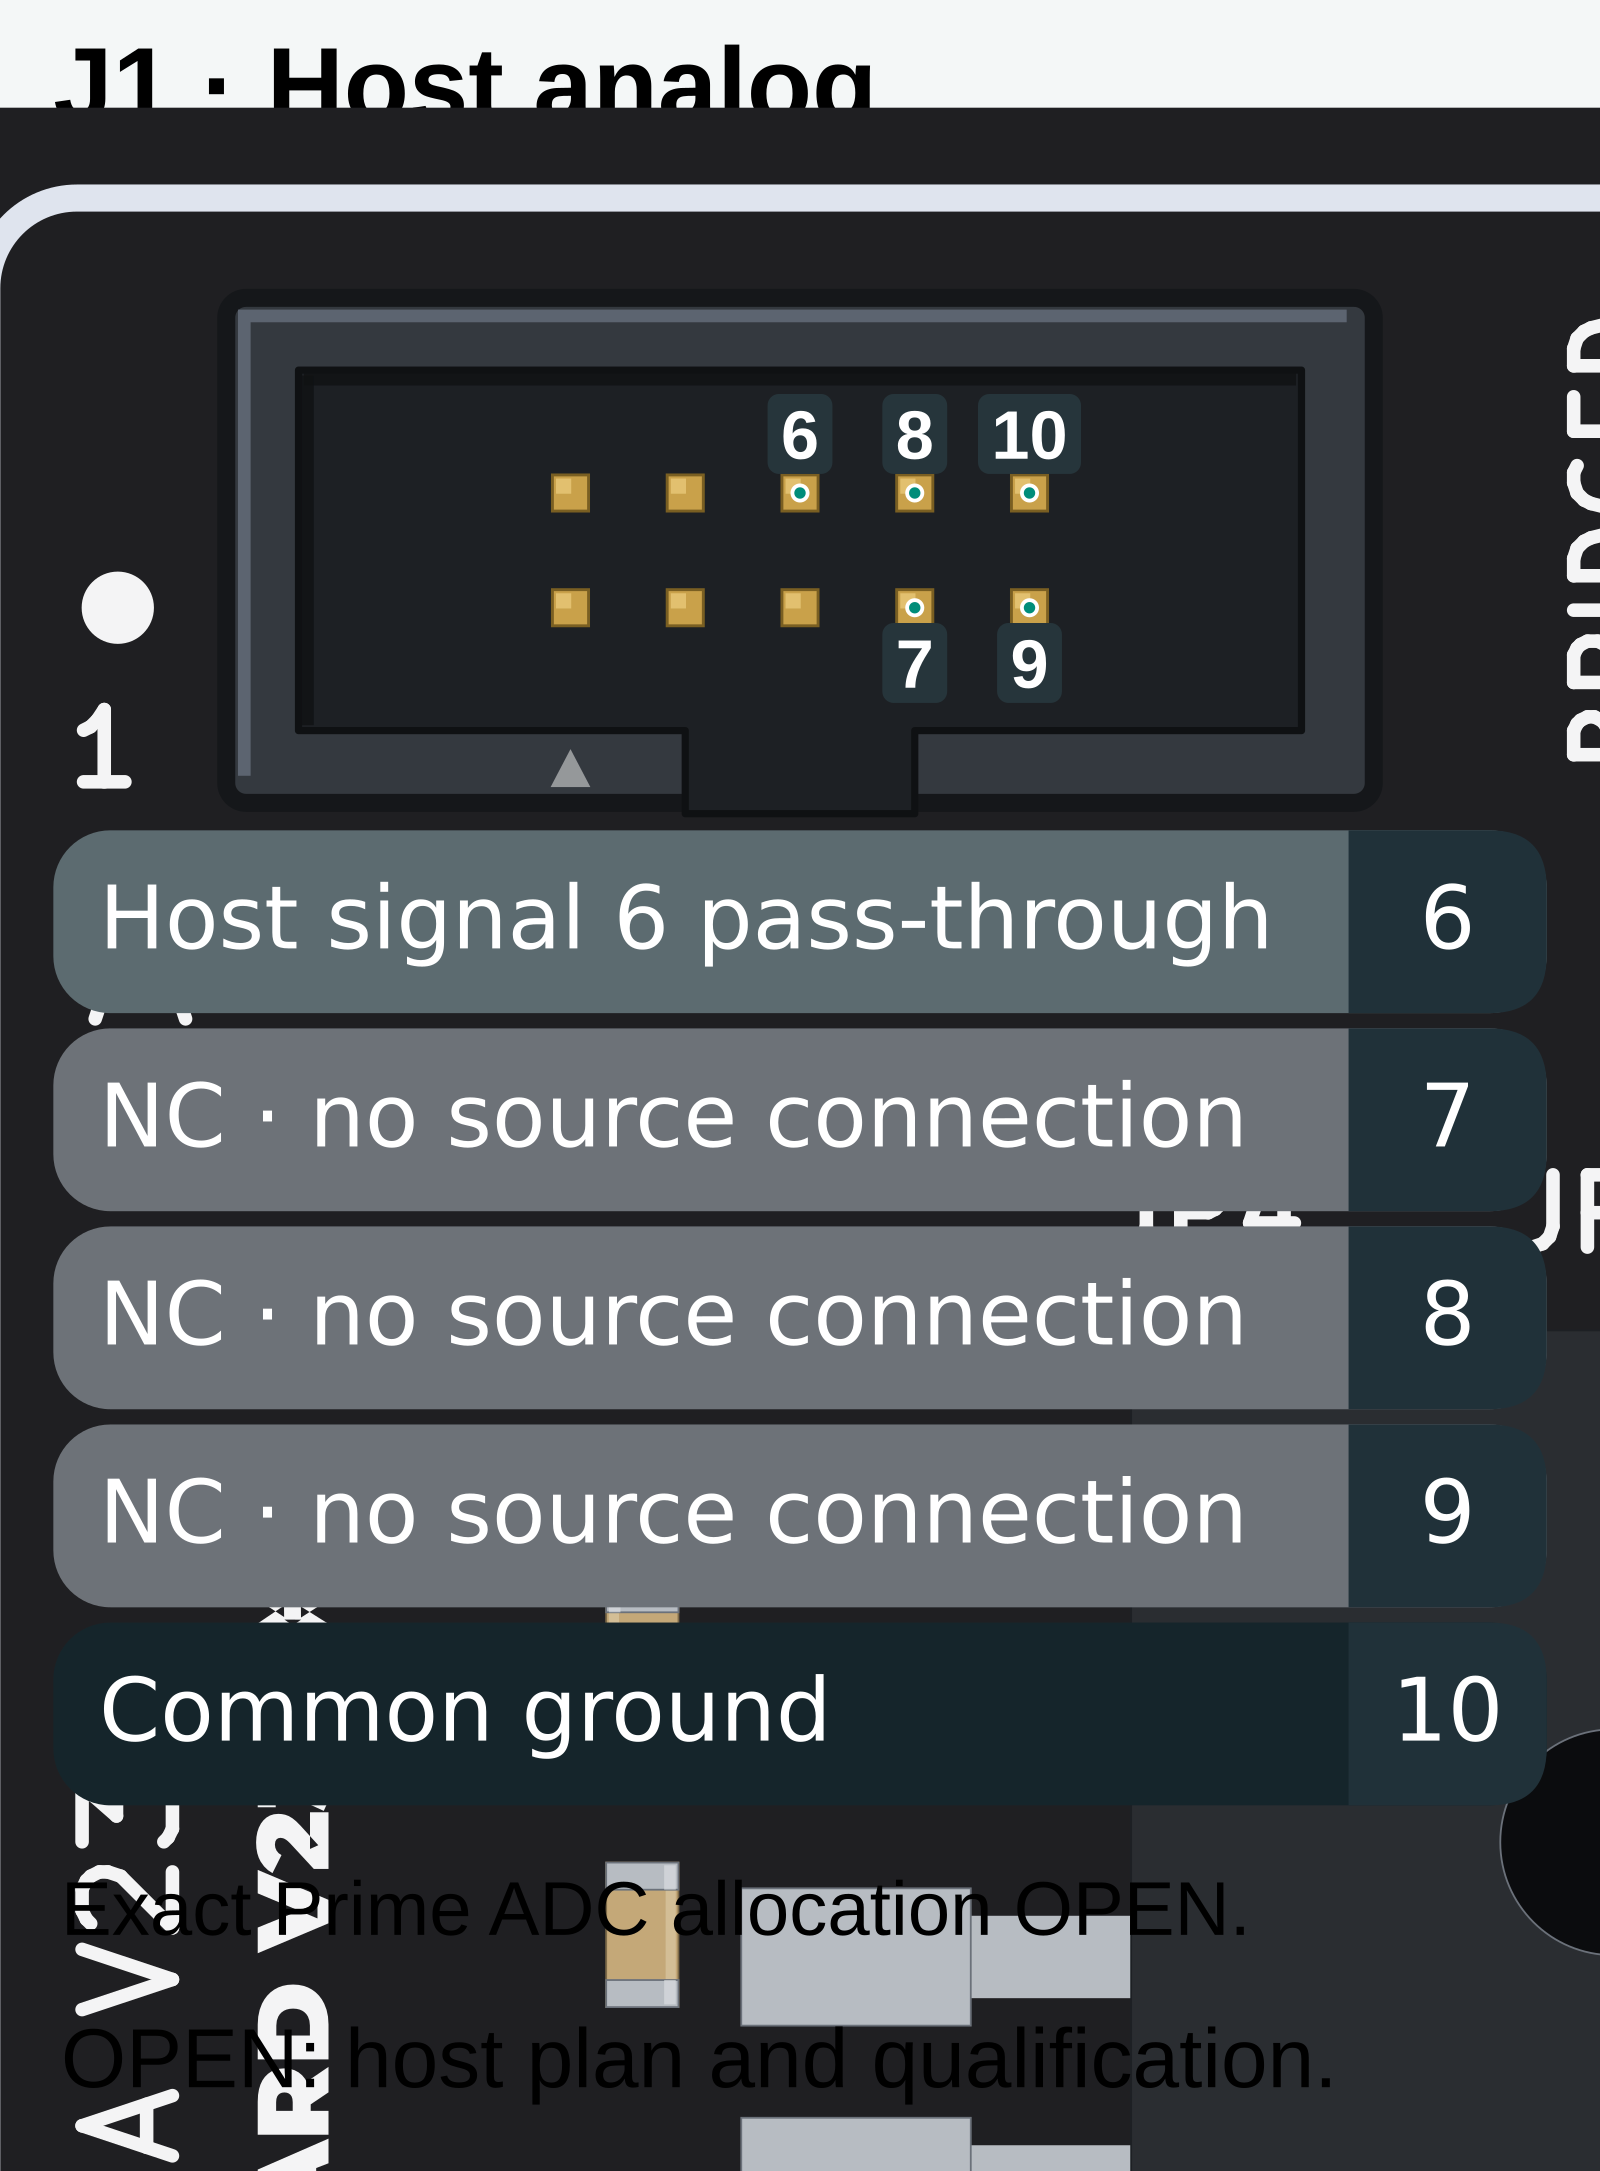 J1 · Host analog
6 8 10
7 9
1
Host signal 6 pass-through 6
NC · no source connection 7
NC · no source connection 8
NC · no source connection 9
Common ground 10
Exact Prime ADC allocation OPEN.
OPEN: host plan and qualification.